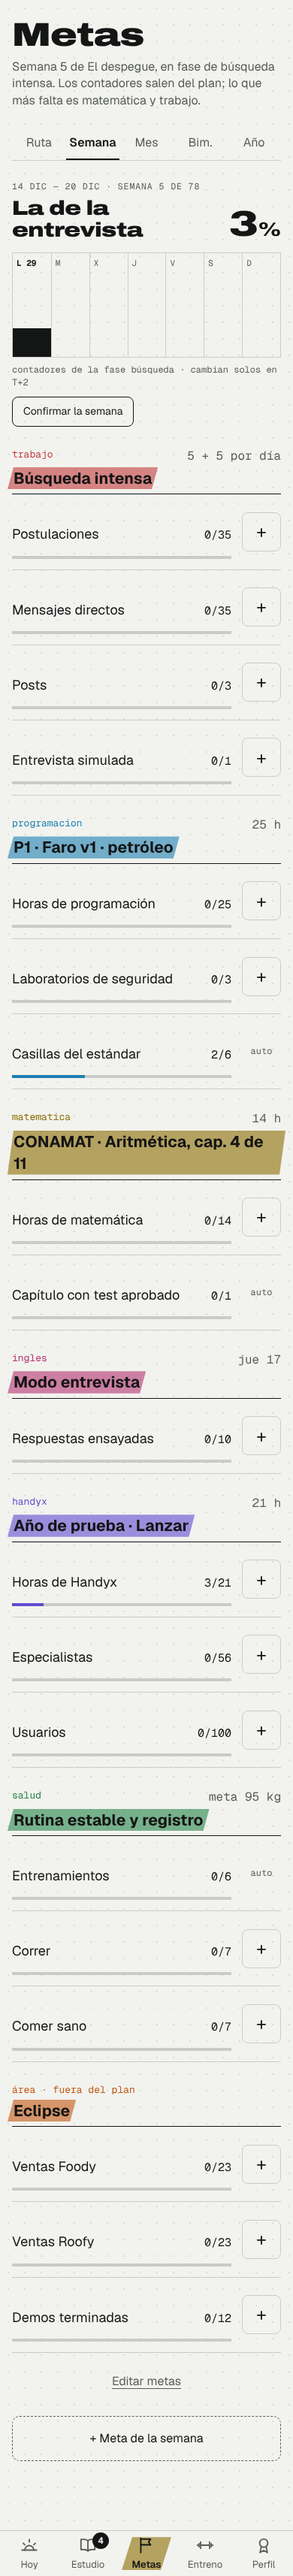 Metas
Semana 5 de El despegue, en fase de búsqueda
intensa. Los contadores salen del plan; lo que
más falta es matemática y trabajo.
Ruta Semana Mes Bim. Año
14 DIC — 20 DIC · SEMANA 5 DE 78
La de la
entrevista
3%
L 29 M X J V S D
contadores de la fase búsqueda · cambian solos en
T+2
Confirmar la semana
trabajo 5 + 5 por día
Búsqueda intensa
Postulaciones 0/35 +
Mensajes directos 0/35 +
Posts 0/3 +
Entrevista simulada 0/1 +
programacion 25 h
P1 · Faro v1 · petróleo
Horas de programación 0/25 +
Laboratorios de seguridad 0/3 +
Casillas del estándar 2/6 auto
matematica 14 h
CONAMAT · Aritmética, cap. 4 de
11
Horas de matemática 0/14 +
Capítulo con test aprobado 0/1 auto
ingles jue 17
Modo entrevista
Respuestas ensayadas 0/10 +
handyx 21 h
Año de prueba · Lanzar
Horas de Handyx 3/21 +
Especialistas 0/56 +
Usuarios 0/100 +
salud meta 95 kg
Rutina estable y registro
Entrenamientos 0/6 auto
Correr 0/7 +
Comer sano 0/7 +
área · fuera del plan
Eclipse
Ventas Foody 0/23 +
Ventas Roofy 0/23 +
Demos terminadas 0/12 +
Editar metas
+ Meta de la semana
4
Hoy Estudio Metas Entreno Perfil